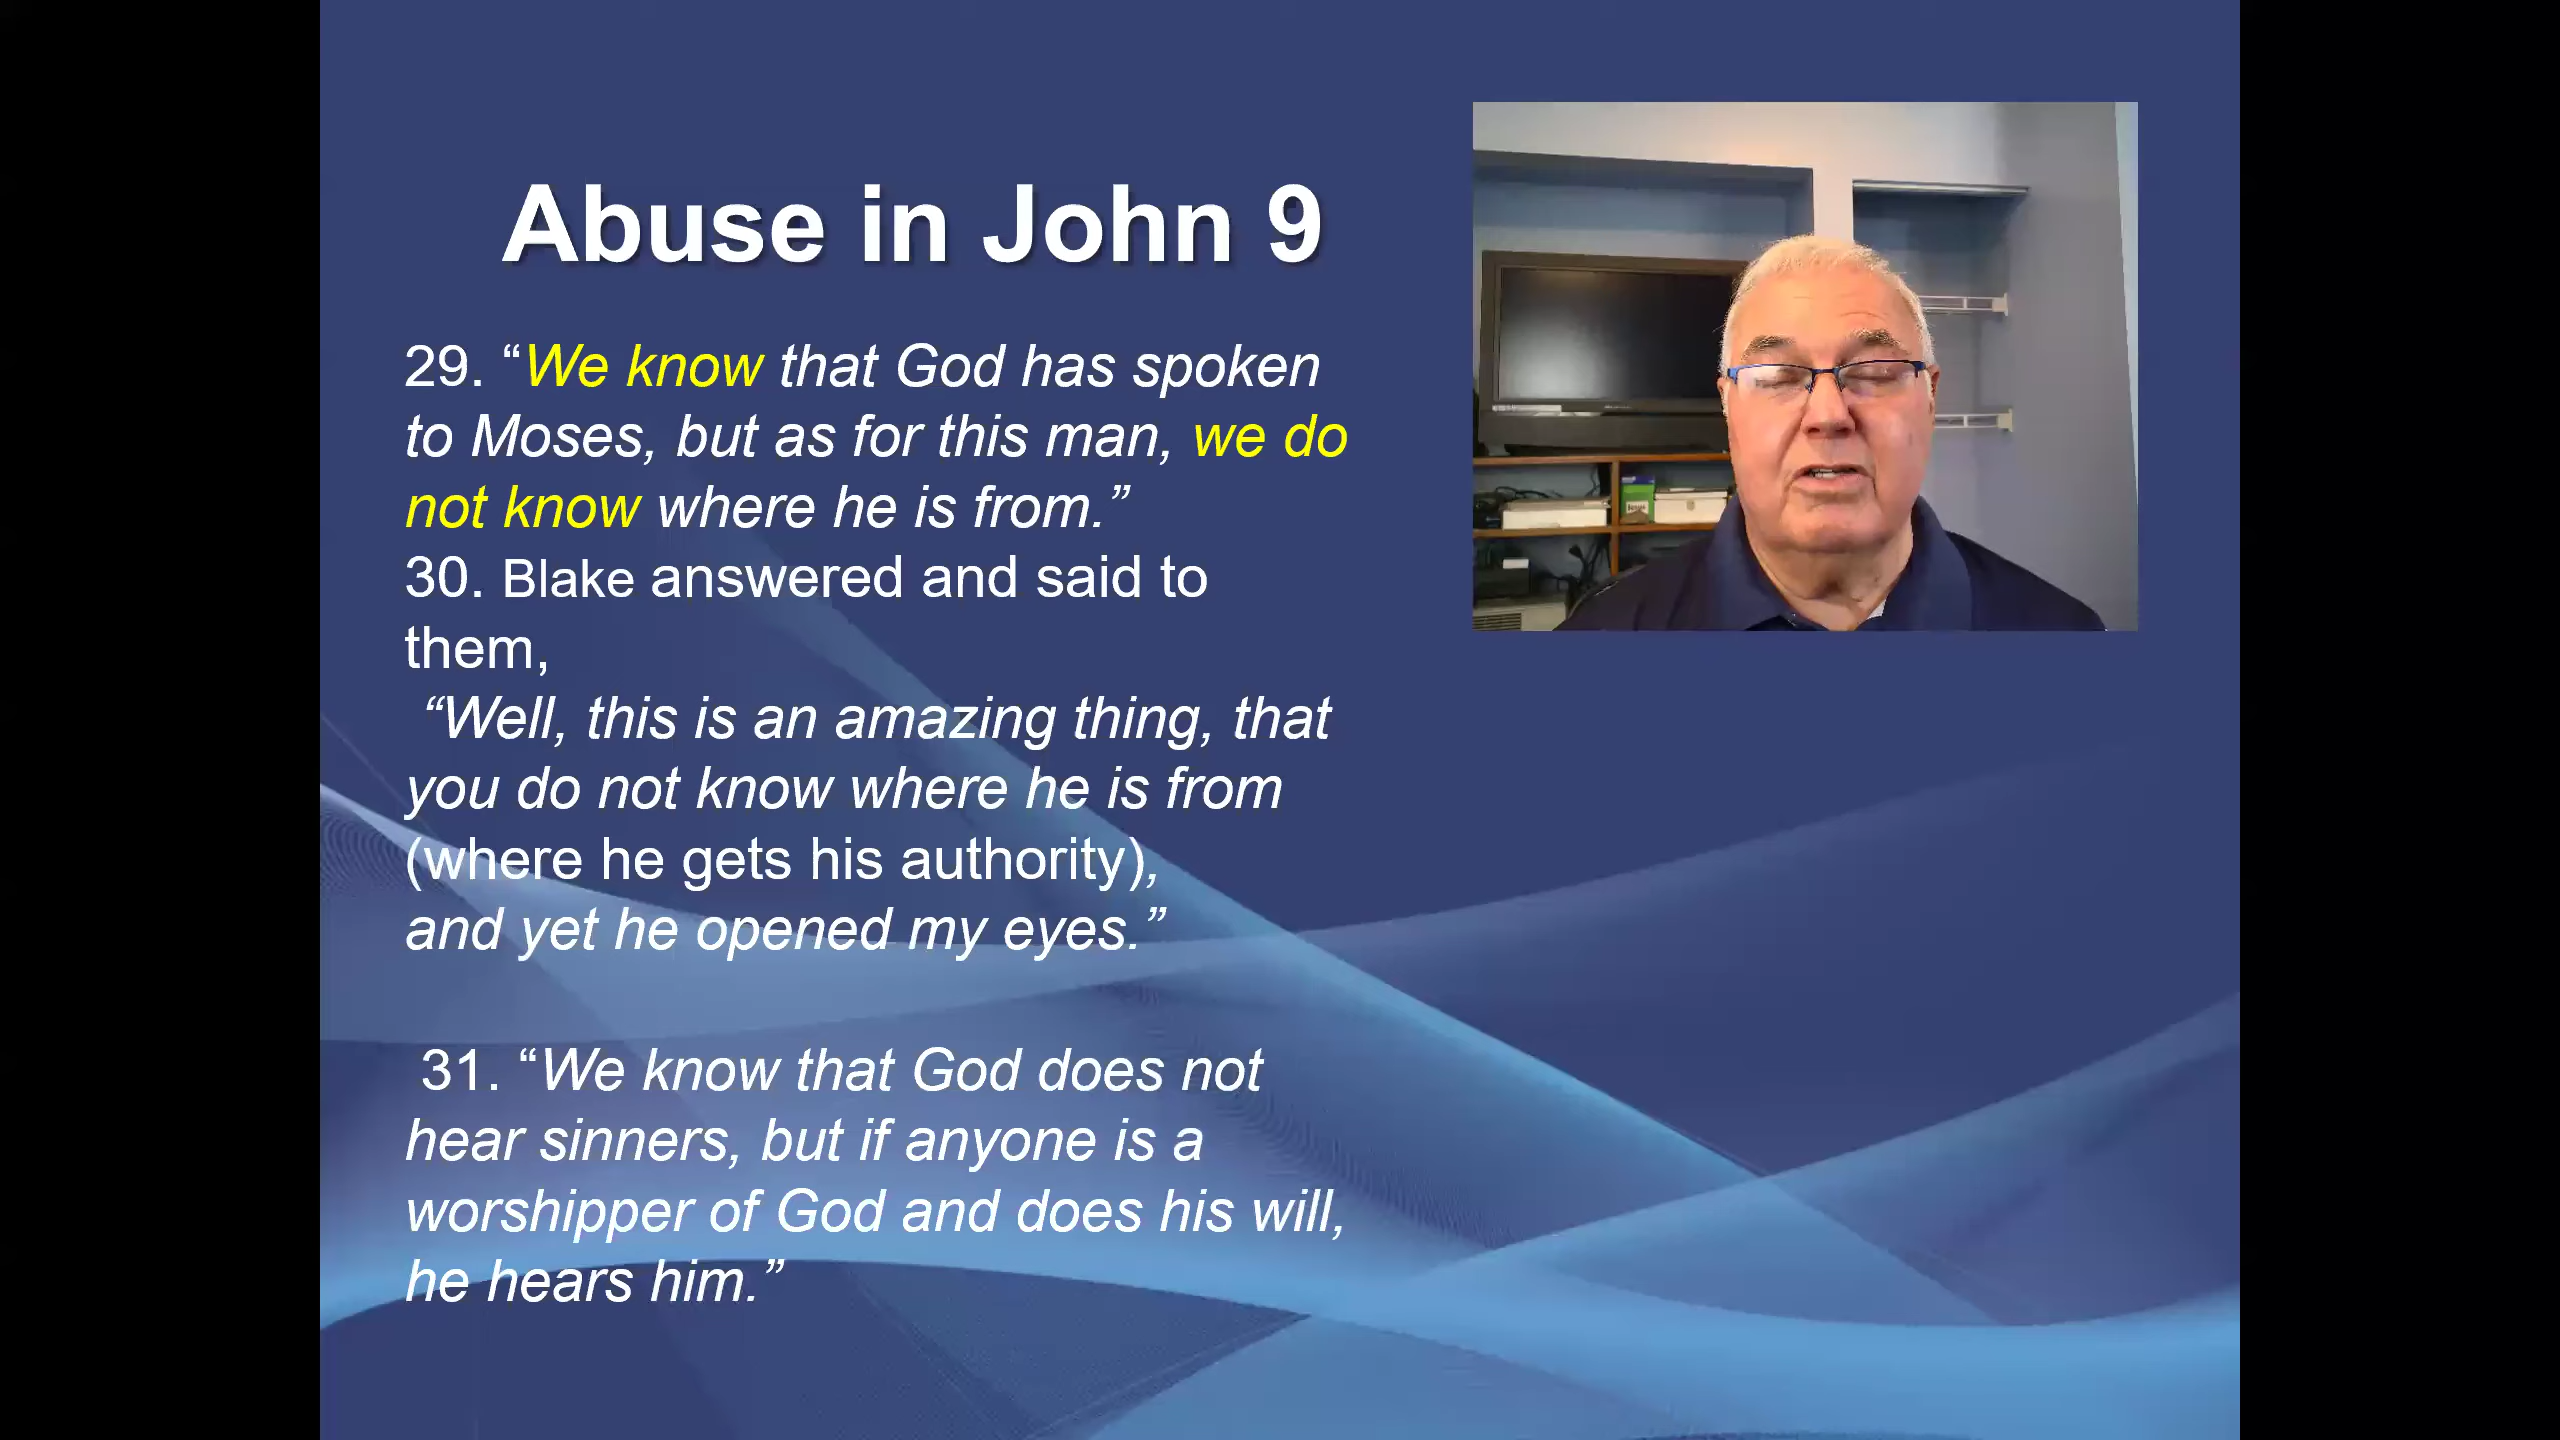 Abuse in John 9
29. “We know that God has spoken
to Moses, but as for this man, we do
not know where he is from.”
30. Blake answered and said to
them,
“Well, this is an amazing thing, that
you do not know where he is from
(where he gets his authority),
and yet he opened my eyes.”
31. “We know that God does not
hear sinners, but if anyone is a
worshipper of God and does his will,
he hears him.”